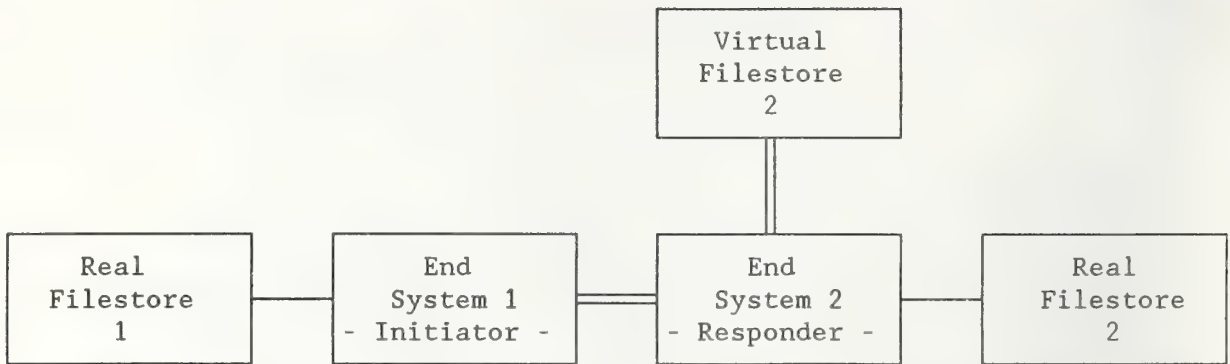 Virtual
Filestore
2
Real
Filestore
1
End
System 1
- Initiator -
End
System 2
- Responder -
Real
Filestore
2